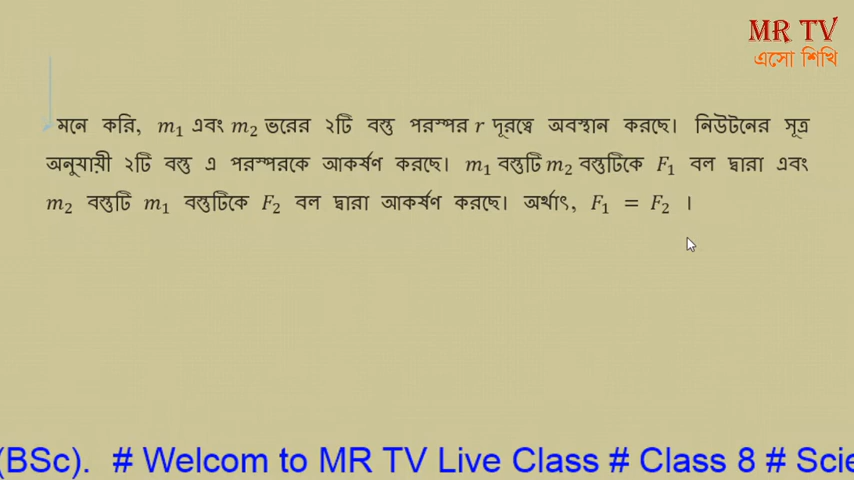 MR TV
এসো শিখি
মনে করি, m₁ এবং m₂ ভরের ২টি বস্তু পরস্পর r দূরত্বে অবস্থান করছে। নিউটনের সূত্র
অনুযায়ী ২টি বস্তু এ পরস্পরকে আকর্ষণ করছে। m₁ বস্তুটি m₂ বস্তুটিকে F₁ বল দ্বারা এবং
m₂ বস্তুটি m₁ বস্তুটিকে F₂ বল দ্বারা আকর্ষণ করছে। অর্থাৎ, F₁ = F₂ ।
(BSc). # Welcom to MR TV Live Class # Class 8 # Scie